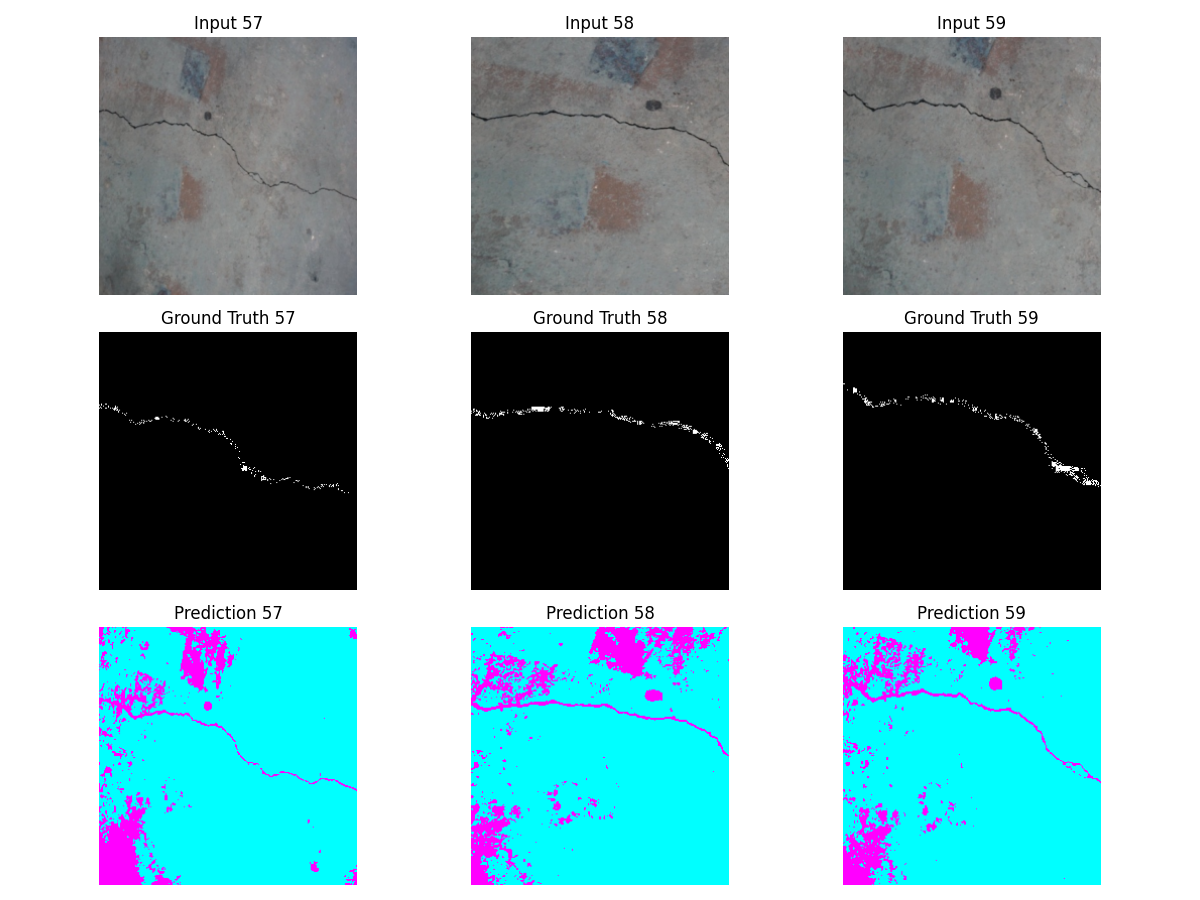 Input 57
Input 58
Input 59
Ground Truth 57
Ground Truth 58
Ground Truth 59
Prediction 57
Prediction 58
Prediction 59